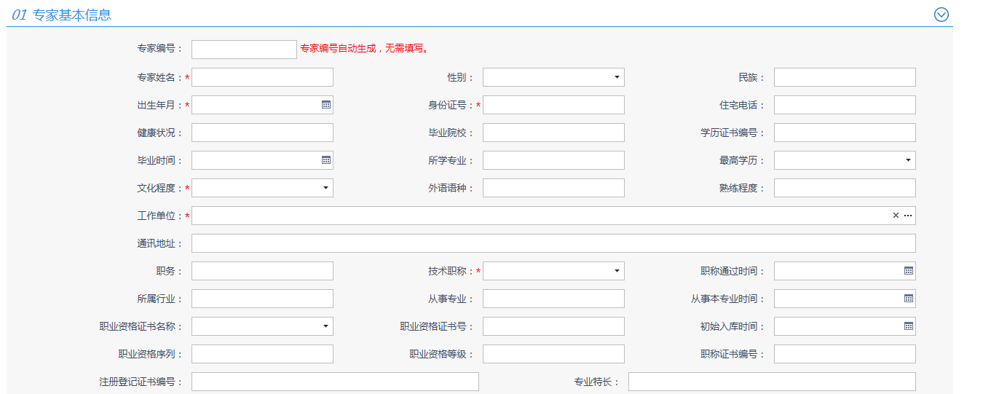 01 专家基本信息
专家编号： 专家编号自动生成，无需填写。
专家姓名：* 性别： 民族：
出生年月：* 身份证号：* 住宅电话：
健康状况： 毕业院校： 学历证书编号：
毕业时间： 所学专业： 最高学历：
文化程度：* 外语语种： 熟练程度：
工作单位：*
通讯地址：
职务： 技术职称：* 职称通过时间：
所属行业： 从事专业： 从事本专业时间：
职业资格证书名称： 职业资格证书号： 初始入库时间：
职业资格序列： 职业资格等级： 职称证书编号：
注册登记证书编号： 专业特长：